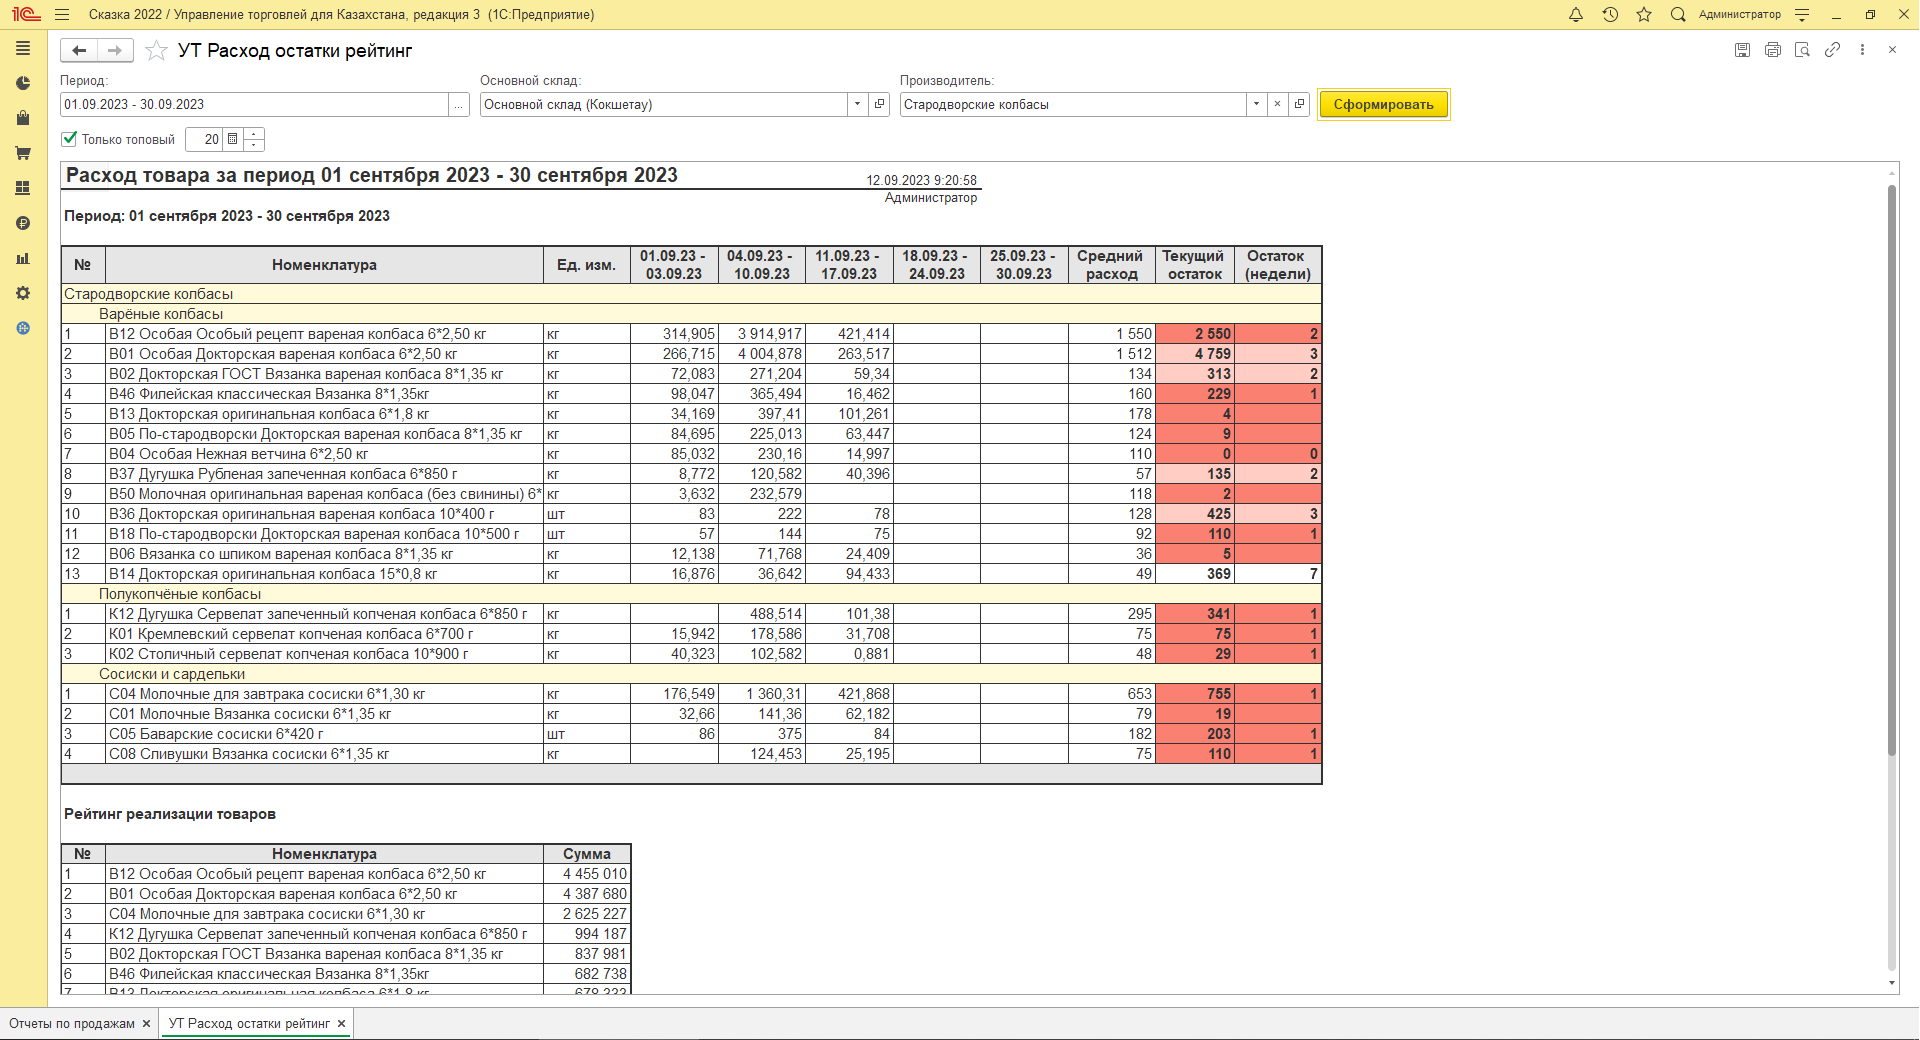 Сказка 2022 / Управление торговлей для Казахстана, редакция 3 (1С:Предприятие)
Администратор
УТ Расход остатки рейтинг
Период:
Основной склад:
Производитель:
01.09.2023 - 30.09.2023
...
Основной склад (Кокшетау)
Стародворские колбасы
Сформировать
Только топовый
20
Расход товара за период 01 сентября 2023 - 30 сентября 2023
12.09.2023 9:20:58
Администратор
Период: 01 сентября 2023 - 30 сентября 2023
№ Номенклатура Ед. изм. 01.09.23 - 03.09.23 04.09.23 - 10.09.23 11.09.23 - 17.09.23 18.09.23 - 24.09.23 25.09.23 - 30.09.23 Средний расход Текущий остаток Остаток (недели)
Стародворские колбасы
Варёные колбасы
1 В12 Особая Особый рецепт вареная колбаса 6*2,50 кг кг 314,905 3 914,917 421,414 1 550 2 550 2
2 В01 Особая Докторская вареная колбаса 6*2,50 кг кг 266,715 4 004,878 263,517 1 512 4 759 3
3 В02 Докторская ГОСТ Вязанка вареная колбаса 8*1,35 кг кг 72,083 271,204 59,34 134 313 2
4 В46 Филейская классическая Вязанка 8*1,35кг кг 98,047 365,494 16,462 160 229 1
5 В13 Докторская оригинальная колбаса 6*1,8 кг кг 34,169 397,41 101,261 178 4
6 В05 По-стародворски Докторская вареная колбаса 8*1,35 кг кг 84,695 225,013 63,447 124 9
7 В04 Особая Нежная ветчина 6*2,50 кг кг 85,032 230,16 14,997 110 0 0
8 В37 Дугушка Рубленая запеченная колбаса 6*850 г кг 8,772 120,582 40,396 57 135 2
9 В50 Молочная оригинальная вареная колбаса (без свинины) 6* кг 3,632 232,579 118 2
10 В36 Докторская оригинальная вареная колбаса 10*400 г шт 83 222 78 128 425 3
11 В18 По-стародворски Докторская вареная колбаса 10*500 г шт 57 144 75 92 110 1
12 В06 Вязанка со шпиком вареная колбаса 8*1,35 кг кг 12,138 71,768 24,409 36 5
13 В14 Докторская оригинальная колбаса 15*0,8 кг кг 16,876 36,642 94,433 49 369 7
Полукопчёные колбасы
1 К12 Дугушка Сервелат запеченный копченая колбаса 6*850 г кг 488,514 101,38 295 341 1
2 К01 Кремлевский сервелат копченая колбаса 6*700 г кг 15,942 178,586 31,708 75 75 1
3 К02 Столичный сервелат копченая колбаса 10*900 г кг 40,323 102,582 0,881 48 29 1
Сосиски и сардельки
1 С04 Молочные для завтрака сосиски 6*1,30 кг кг 176,549 1 360,31 421,868 653 755 1
2 С01 Молочные Вязанка сосиски 6*1,35 кг кг 32,66 141,36 62,182 79 19
3 С05 Баварские сосиски 6*420 г шт 86 375 84 182 203 1
4 С08 Сливушки Вязанка сосиски 6*1,35 кг кг 124,453 25,195 75 110 1
Рейтинг реализации товаров
№ Номенклатура Сумма
1 В12 Особая Особый рецепт вареная колбаса 6*2,50 кг 4 455 010
2 В01 Особая Докторская вареная колбаса 6*2,50 кг 4 387 680
3 С04 Молочные для завтрака сосиски 6*1,30 кг 2 625 227
4 К12 Дугушка Сервелат запеченный копченая колбаса 6*850 г 994 187
5 В02 Докторская ГОСТ Вязанка вареная колбаса 8*1,35 кг 837 981
6 В46 Филейская классическая Вязанка 8*1,35кг 682 738
7 В13 Докторская оригинальная колбаса 6*1,8 кг 678 333
Отчеты по продажам
УТ Расход остатки рейтинг